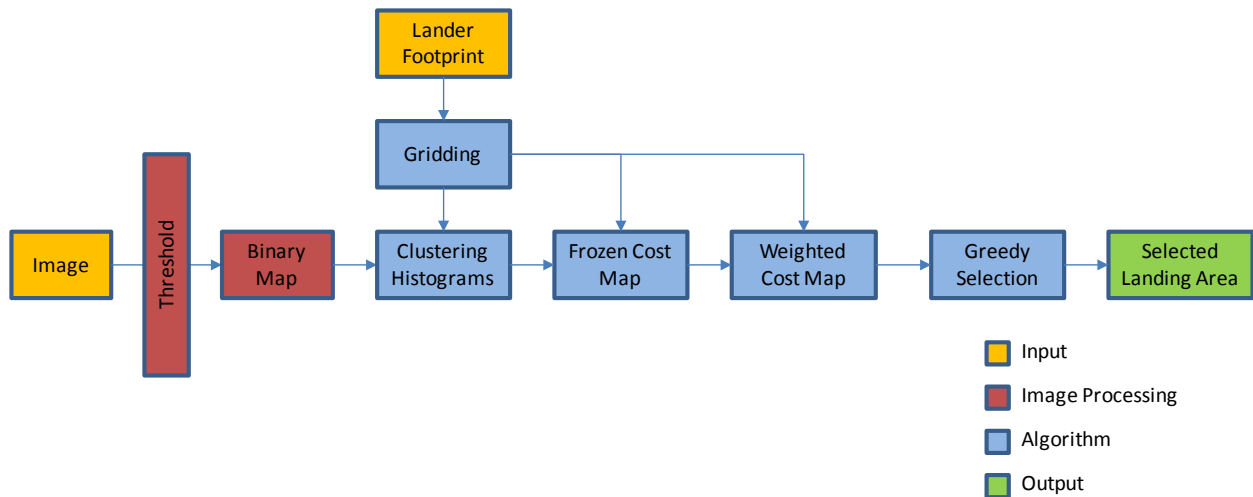 Lander
Footprint
Gridding
Image
Threshold
Binary
Map
Clustering
Histograms
Frozen Cost
Map
Weighted
Cost Map
Greedy
Selection
Selected
Landing Area
Input
Image Processing
Algorithm
Output